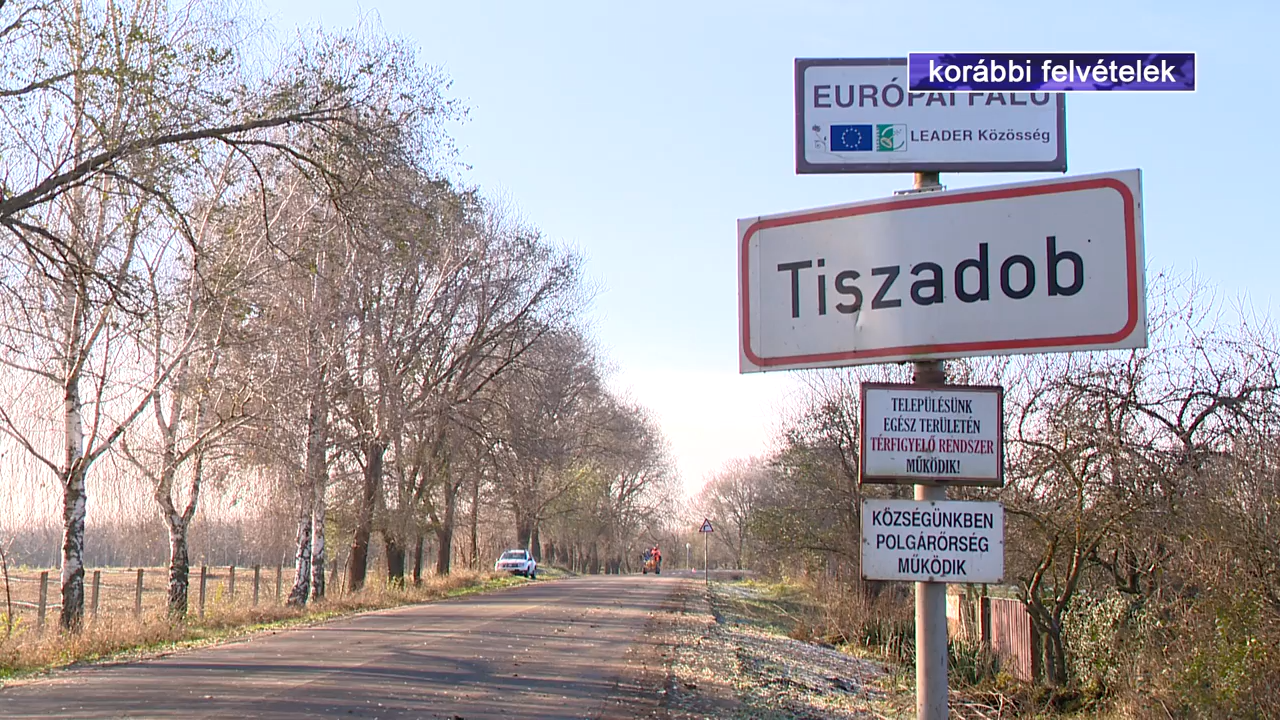 korábbi felvételek
EURÓPAI FALU
LEADER Közösség
Tiszadob
TELEPÜLÉSÜNK
EGÉSZ TERÜLETÉN
TÉRFIGYELŐ RENDSZER
MŰKÖDIK!
KÖZSÉGÜNKBEN
POLGÁRŐRSÉG
MŰKÖDIK